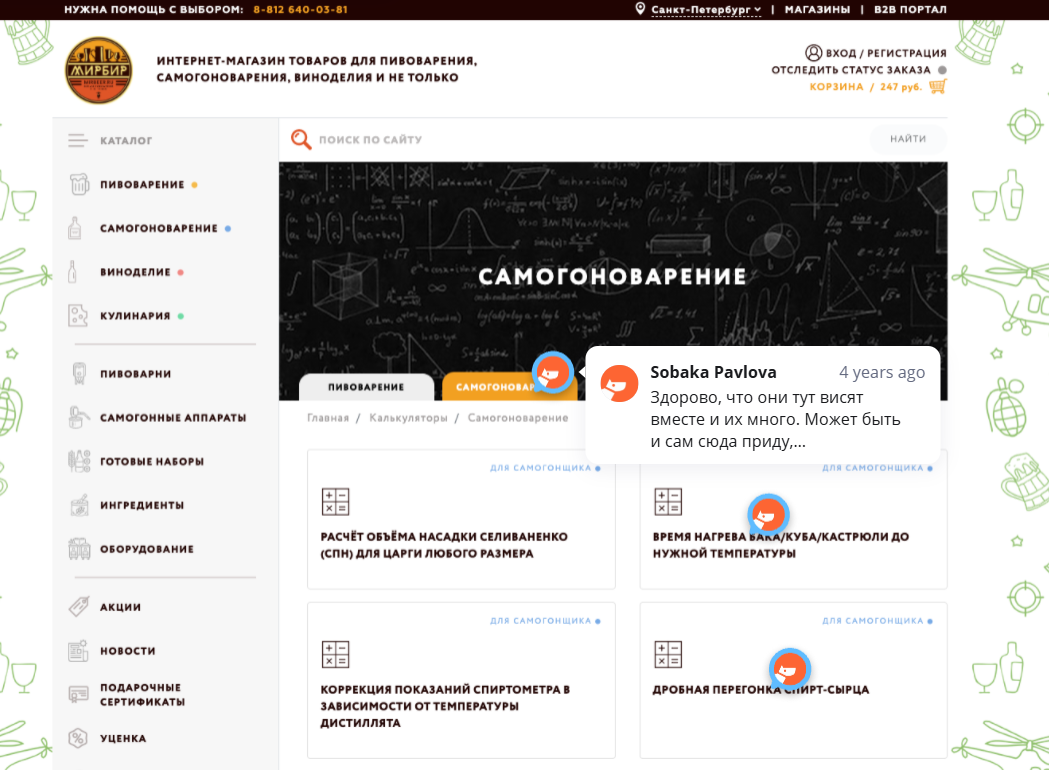 НУЖНА ПОМОЩЬ С ВЫБОРОМ: 8-812 640-03-81
Санкт-Петербург | МАГАЗИНЫ | B2B ПОРТАЛ
МИРБИР
ИНТЕРНЕТ-МАГАЗИН ТОВАРОВ ДЛЯ ПИВОВАРЕНИЯ,
САМОГОНОВАРЕНИЯ, ВИНОДЕЛИЯ И НЕ ТОЛЬКО
ВХОД / РЕГИСТРАЦИЯ
ОТСЛЕДИТЬ СТАТУС ЗАКАЗА
КОРЗИНА / 247 руб.
КАТАЛОГ
ПИВОВАРЕНИЕ
САМОГОНОВАРЕНИЕ
ВИНОДЕЛИЕ
КУЛИНАРИЯ
ПИВОВАРНИ
САМОГОННЫЕ АППАРАТЫ
ГОТОВЫЕ НАБОРЫ
ИНГРЕДИЕНТЫ
ОБОРУДОВАНИЕ
АКЦИИ
НОВОСТИ
ПОДАРОЧНЫЕ
СЕРТИФИКАТЫ
УЦЕНКА
ПОИСК ПО САЙТУ
НАЙТИ
САМОГОНОВАРЕНИЕ
ПИВОВАРЕНИЕ
САМОГОНОВАР
Sobaka Pavlova 4 years ago
Здорово, что они тут висят
вместе и их много. Может быть
и сам сюда приду,...
Главная / Калькуляторы / Самогоноварение
ДЛЯ САМОГОНЩИКА
РАСЧЁТ ОБЪЁМА НАСАДКИ СЕЛИВАНЕНКО
(СПН) ДЛЯ ЦАРГИ ЛЮБОГО РАЗМЕРА
ДЛЯ САМОГОНЩИКА
ВРЕМЯ НАГРЕВА БАКА/КУБА/КАСТРЮЛИ ДО
НУЖНОЙ ТЕМПЕРАТУРЫ
ДЛЯ САМОГОНЩИКА
КОРРЕКЦИЯ ПОКАЗАНИЙ СПИРТОМЕТРА В
ЗАВИСИМОСТИ ОТ ТЕМПЕРАТУРЫ
ДИСТИЛЛЯТА
ДЛЯ САМОГОНЩИКА
ДРОБНАЯ ПЕРЕГОНКА СПИРТ-СЫРЦА